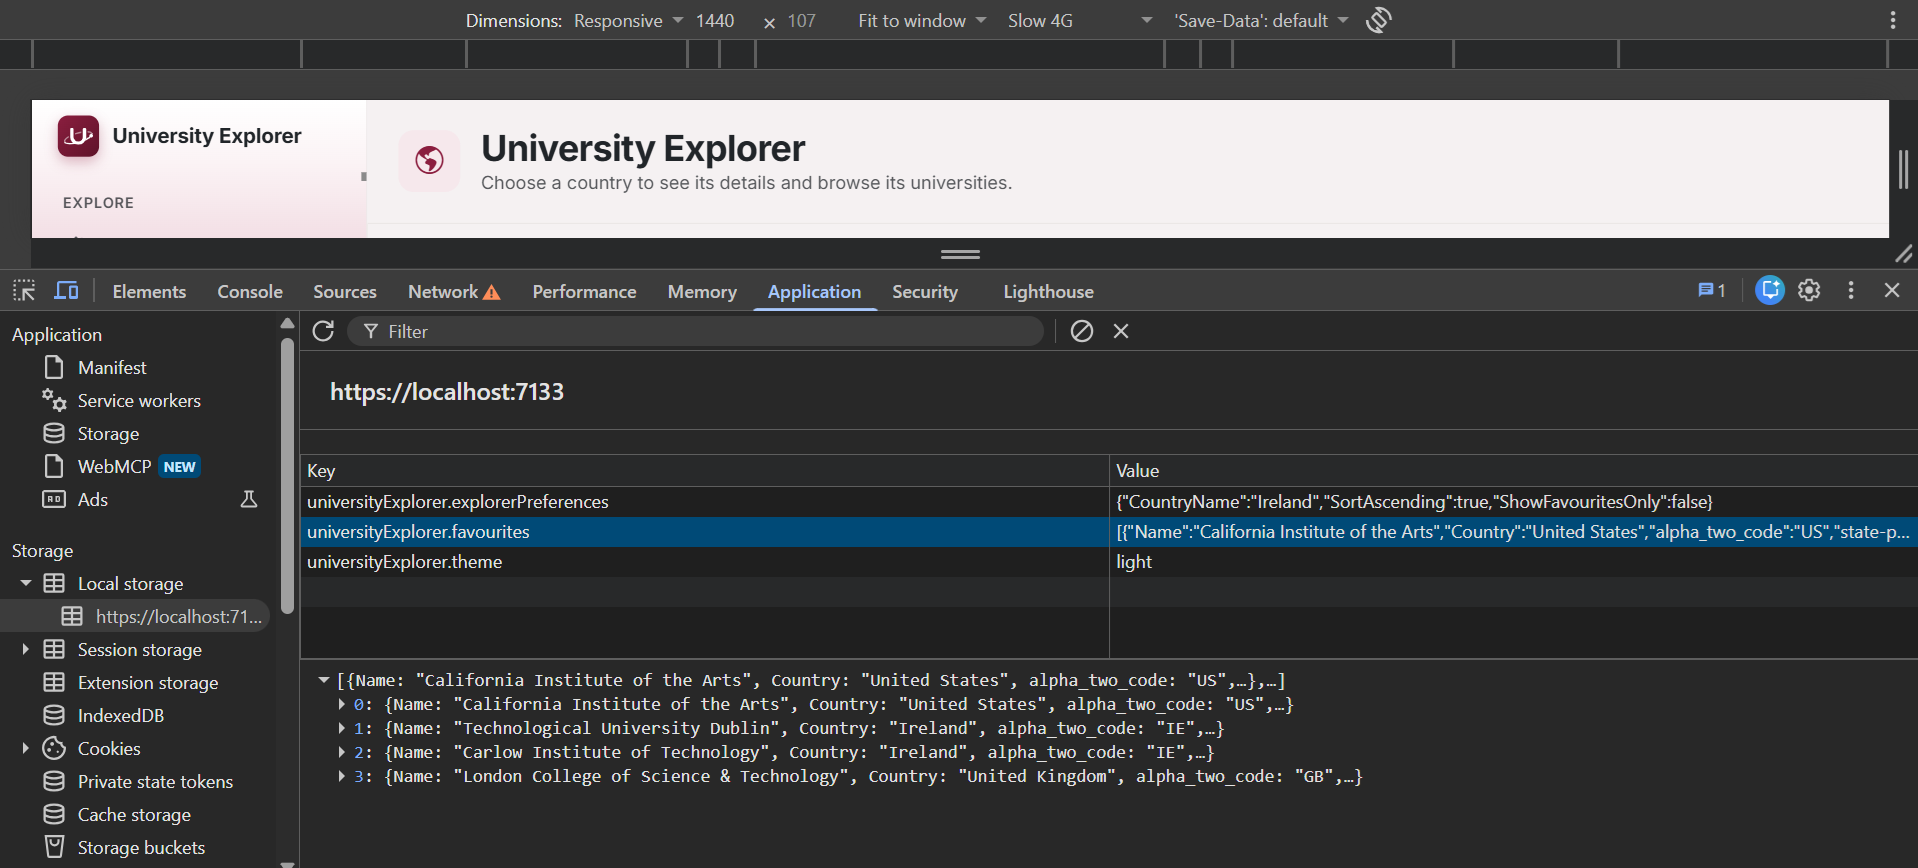 Dimensions: Responsive 1440 × 107 Fit to window Slow 4G 'Save-Data': default
University Explorer
EXPLORE
University Explorer
Choose a country to see its details and browse its universities.
Elements Console Sources Network Performance Memory Application Security Lighthouse 1
Application
Manifest
Service workers
Storage
WebMCP NEW
Ads
Storage
Local storage
https://localhost:71...
Session storage
Extension storage
IndexedDB
Cookies
Private state tokens
Cache storage
Storage buckets
Filter
https://localhost:7133
Key Value
universityExplorer.explorerPreferences {"CountryName":"Ireland","SortAscending":true,"ShowFavouritesOnly":false}
universityExplorer.favourites [{"Name":"California Institute of the Arts","Country":"United States","alpha_two_code":"US","state-p...
universityExplorer.theme light
[{Name: "California Institute of the Arts", Country: "United States", alpha_two_code: "US",…},…]
0: {Name: "California Institute of the Arts", Country: "United States", alpha_two_code: "US",…}
1: {Name: "Technological University Dublin", Country: "Ireland", alpha_two_code: "IE",…}
2: {Name: "Carlow Institute of Technology", Country: "Ireland", alpha_two_code: "IE",…}
3: {Name: "London College of Science & Technology", Country: "United Kingdom", alpha_two_code: "GB",…}